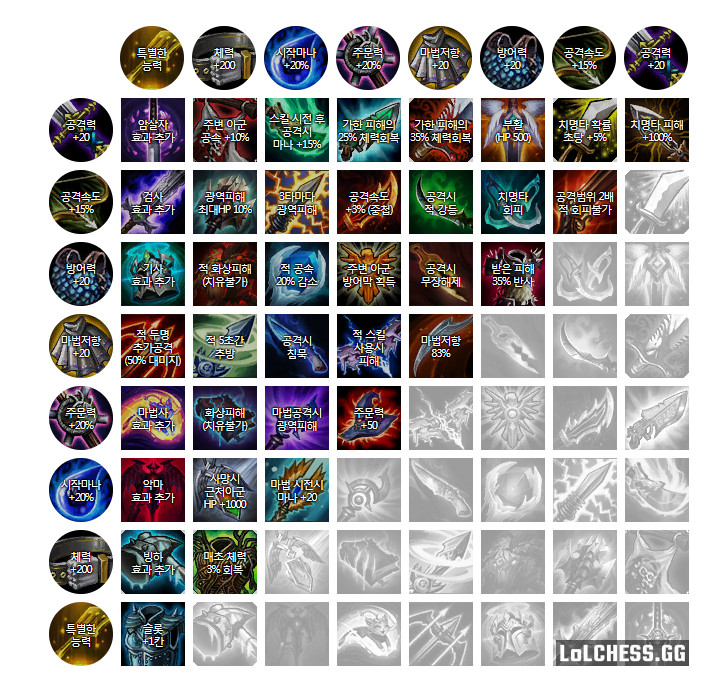 특별한
능력
체력
+200
시작마나
+20%
주문력
+20%
마법저항
+20
방어력
+20
공격속도
+15%
공격력
+20
공격력
+20
암살자
효과 추가
주변 아군
공속 +10%
스킬 시전 후
공격시
마나 +15%
가한 피해의
25% 체력회복
가한 피해의
35% 체력회복
부활
(HP 500)
치명타 확률
초당 +5%
치명타 피해
+100%
공격속도
+15%
검사
효과 추가
광역피해
최대HP 10%
3타마다
광역피해
공격속도
+3% (중첩)
공격시
적 강등
치명타
회피
공격범위 2배
적 회피불가
방어력
+20
기사
효과 추가
적 화상피해
(치유불가)
적 공속
20% 감소
주변 아군
방어막 획득
공격시
무장해제
받은 피해
35% 반사
마법저항
+20
적 두명
추가공격
(50% 대미지)
적 5초간
추방
공격시
침묵
적 스킬
사용시
피해
마법저항
83%
주문력
+20%
마법사
효과 추가
화상피해
(치유불가)
마법공격시
광역피해
주문력
+50
시작마나
+20%
악마
효과 추가
사망시
근처아군
HP +1000
마법 시전시
마나 +20
체력
+200
빙하
효과 추가
매초 체력
3% 회복
특별한
능력
슬롯
+1칸
LoLCHESS.GG